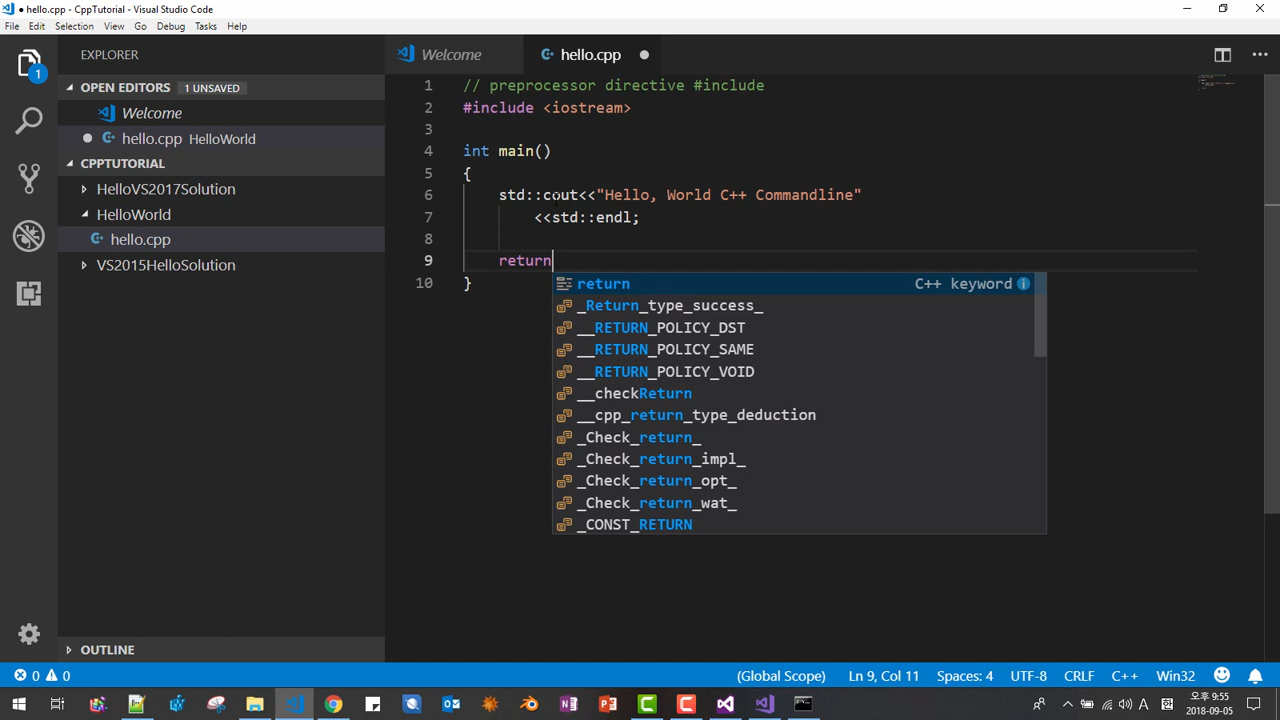 ● hello.cpp - CppTutorial - Visual Studio Code
File Edit Selection View Go Debug Tasks Help
1
EXPLORER
OPEN EDITORS 1 UNSAVED
Welcome
hello.cpp HelloWorld
CPPTUTORIAL
HelloVS2017Solution
HelloWorld
hello.cpp
VS2015HelloSolution
OUTLINE
Welcome hello.cpp
1 // preprocessor directive #include
2 #include <iostream>
3
4 int main()
5 {
6 std::cout<<"Hello, World C++ Commandline"
7 <<std::endl;
8
9 return
10 }
return C++ keyword
_Return_type_success_
__RETURN_POLICY_DST
__RETURN_POLICY_SAME
__RETURN_POLICY_VOID
__checkReturn
__cpp_return_type_deduction
_Check_return_
_Check_return_impl_
_Check_return_opt_
_Check_return_wat_
_CONST_RETURN
0 0 (Global Scope) Ln 9, Col 11 Spaces: 4 UTF-8 CRLF C++ Win32
A 오후 9:55
2018-09-05